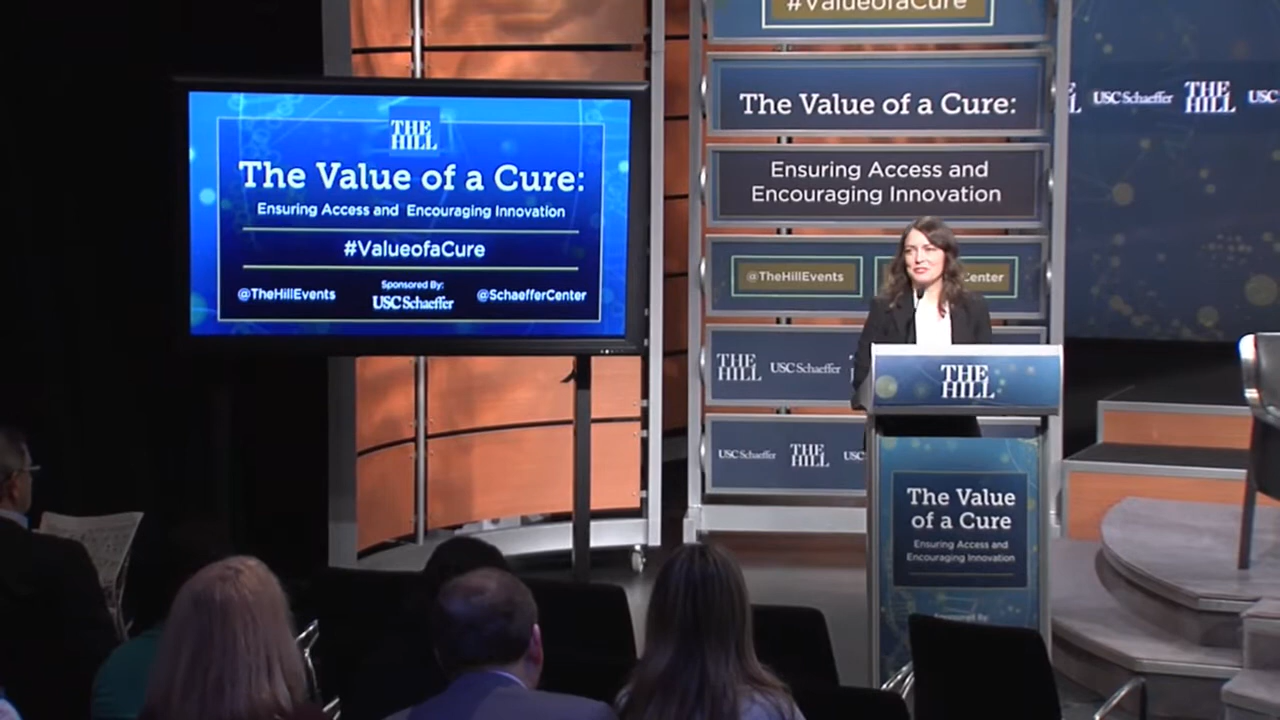 THE
HILL
The Value of a Cure:
Ensuring Access and Encouraging Innovation
#ValueofaCure
@TheHillEvents
Sponsored By:
USC Schaeffer
@SchaefferCenter
#ValueofaCure
The Value of a Cure:
Ensuring Access and
Encouraging Innovation
@TheHillEvents
Center
THE
HILL
USC Schaeffer
USC Schaeffer
THE
HILL
USC
USC Schaeffer
THE
HILL
USC
THE
HILL
The Value
of a Cure
Ensuring Access and
Encouraging Innovation